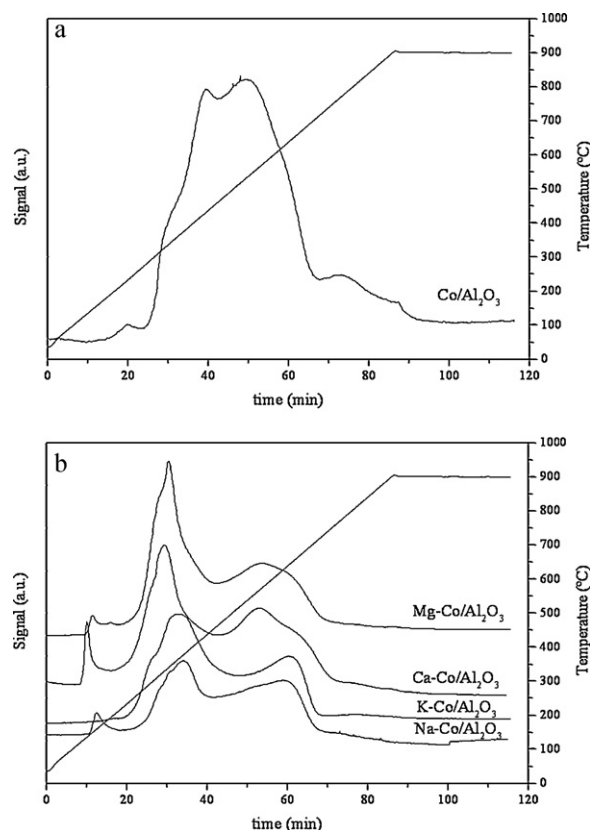 a
1000
900
800
700
600
500
400
300
200
100
0
Signal (a.u.)
Temperature (°C)
Co/Al₂O₃
0 20 40 60 80 100 120
time (min)
b
1000
900
800
700
600
500
400
300
200
100
0
Signal (a.u.)
Temperature (°C)
Mg-Co/Al₂O₃
Ca-Co/Al₂O₃
K-Co/Al₂O₃
Na-Co/Al₂O₃
0 20 40 60 80 100 120
time (min)